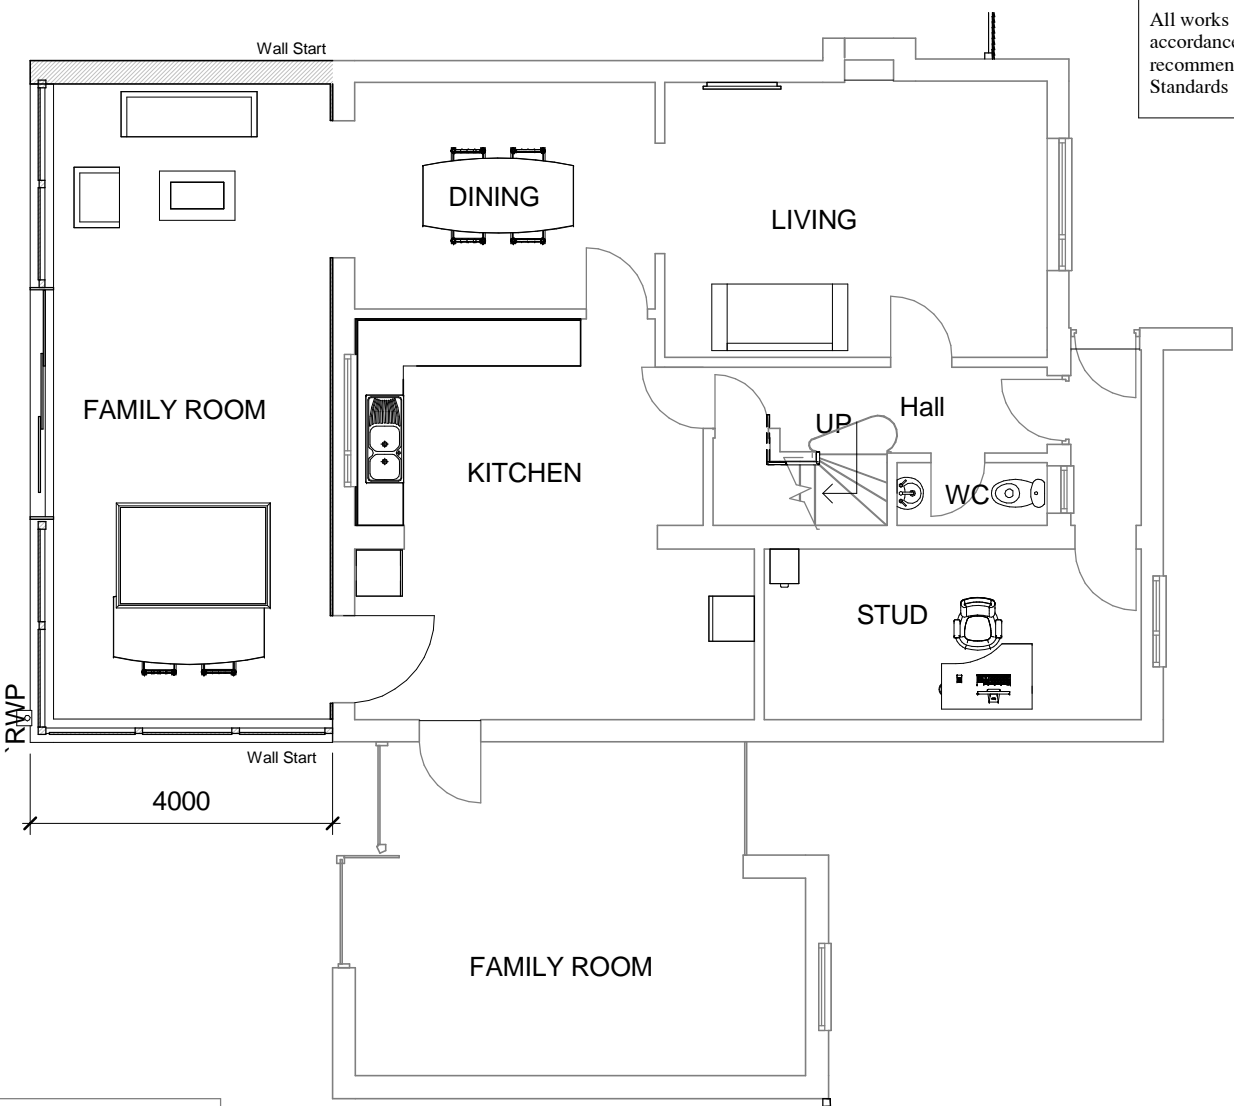 All works
accordance
recommen
Standards
Wall Start
DINING
LIVING
FAMILY ROOM
Hall
UP
KITCHEN
WC
STUD
`RWP
Wall Start
4000
FAMILY ROOM